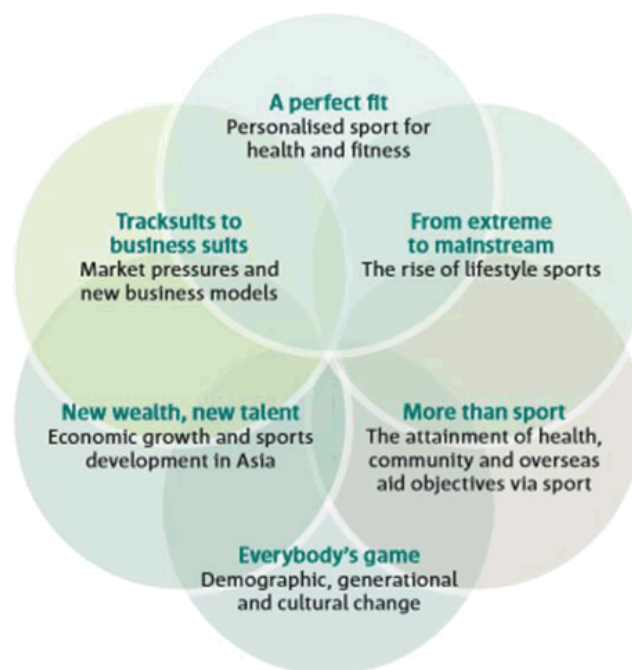 A perfect fit
Personalised sport for
health and fitness
Tracksuits to
business suits
Market pressures and
new business models
From extreme
to mainstream
The rise of lifestyle sports
New wealth, new talent
Economic growth and sports
development in Asia
More than sport
The attainment of health,
community and overseas
aid objectives via sport
Everybody's game
Demographic, generational
and cultural change